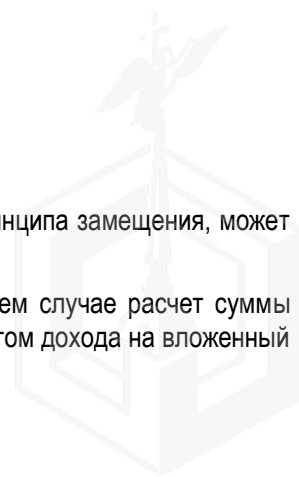 нципа замещения, может
ем случае расчет суммы
том дохода на вложенный